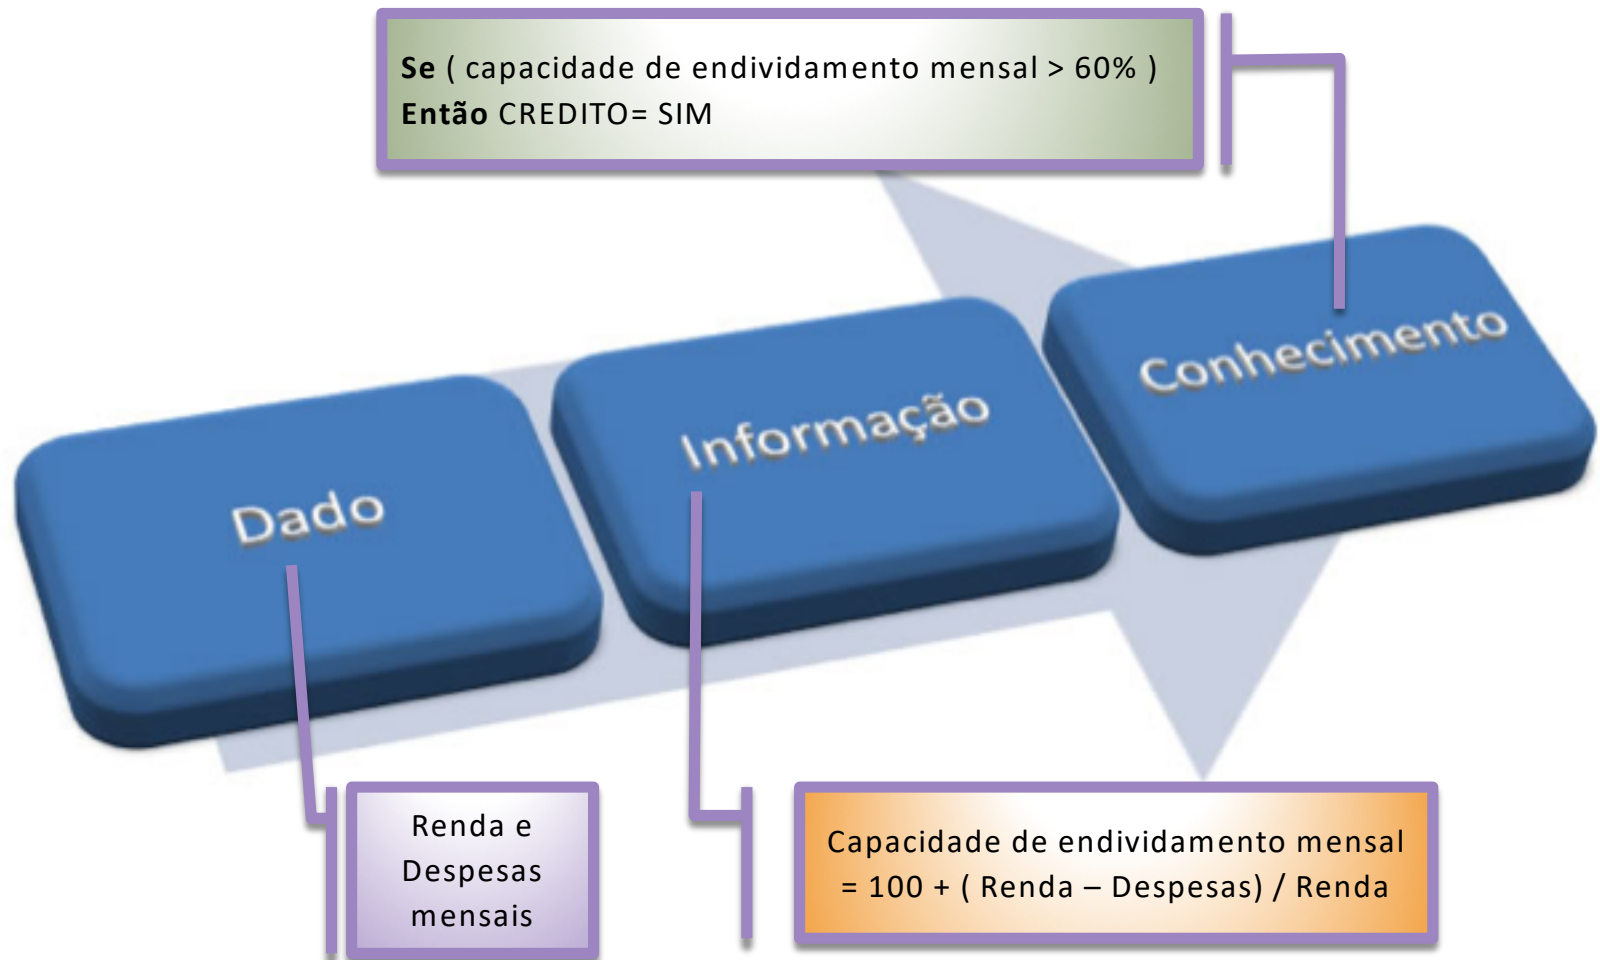 Se ( capacidade de endividamento mensal > 60% )
Então CREDITO= SIM
Dado
Informação
Conhecimento
Renda e
Despesas
mensais
Capacidade de endividamento mensal
= 100 + ( Renda – Despesas) / Renda